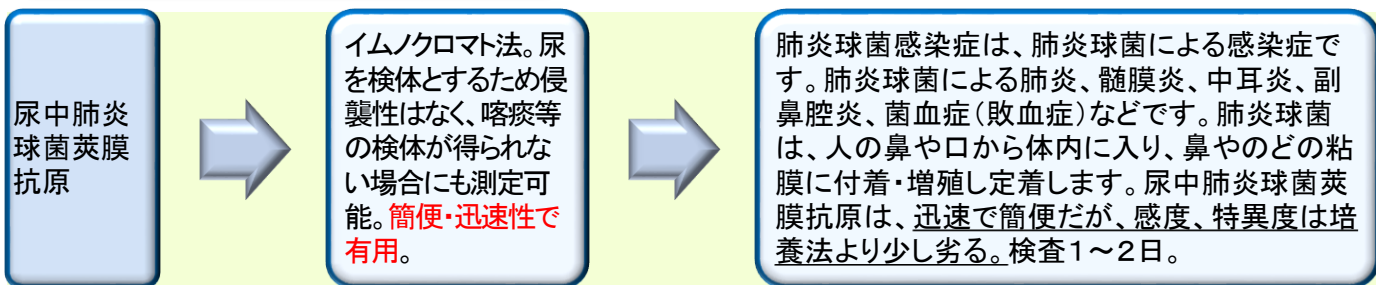 尿中肺炎
球菌莢膜
抗原
イムノクロマト法。尿
を検体とするため侵
襲性はなく、喀痰等
の検体が得られな
い場合にも測定可
能。簡便・迅速性で
有用。
肺炎球菌感染症は、肺炎球菌による感染症で
す。肺炎球菌による肺炎、髄膜炎、中耳炎、副
鼻腔炎、菌血症（敗血症）などです。肺炎球菌
は、人の鼻や口から体内に入り、鼻やのどの粘
膜に付着・増殖し定着します。尿中肺炎球菌莢
膜抗原は、迅速で簡便だが、感度、特異度は培
養法より少し劣る。検査１～２日。